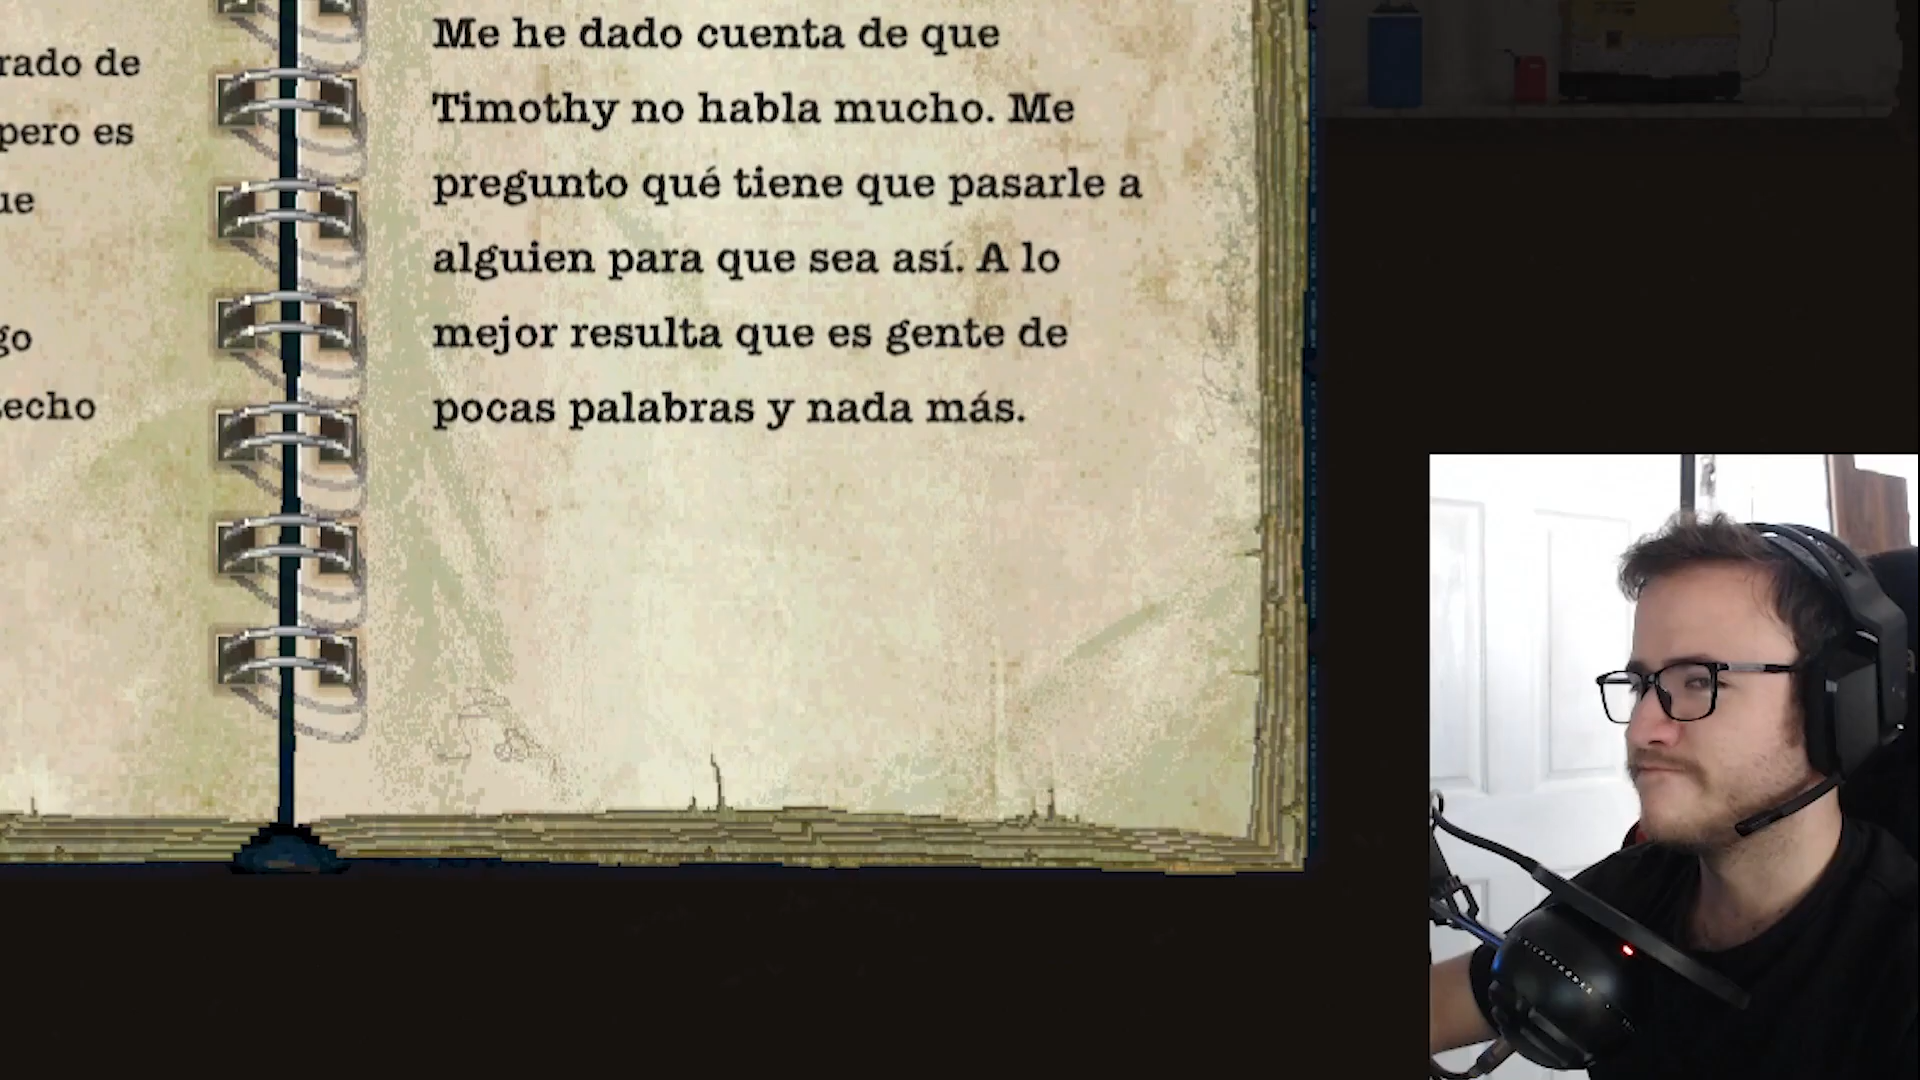 rado de
pero es
ue
go
techo
Me he dado cuenta de que
Timothy no habla mucho. Me
pregunto qué tiene que pasarle a
alguien para que sea así. A lo
mejor resulta que es gente de
pocas palabras y nada más.